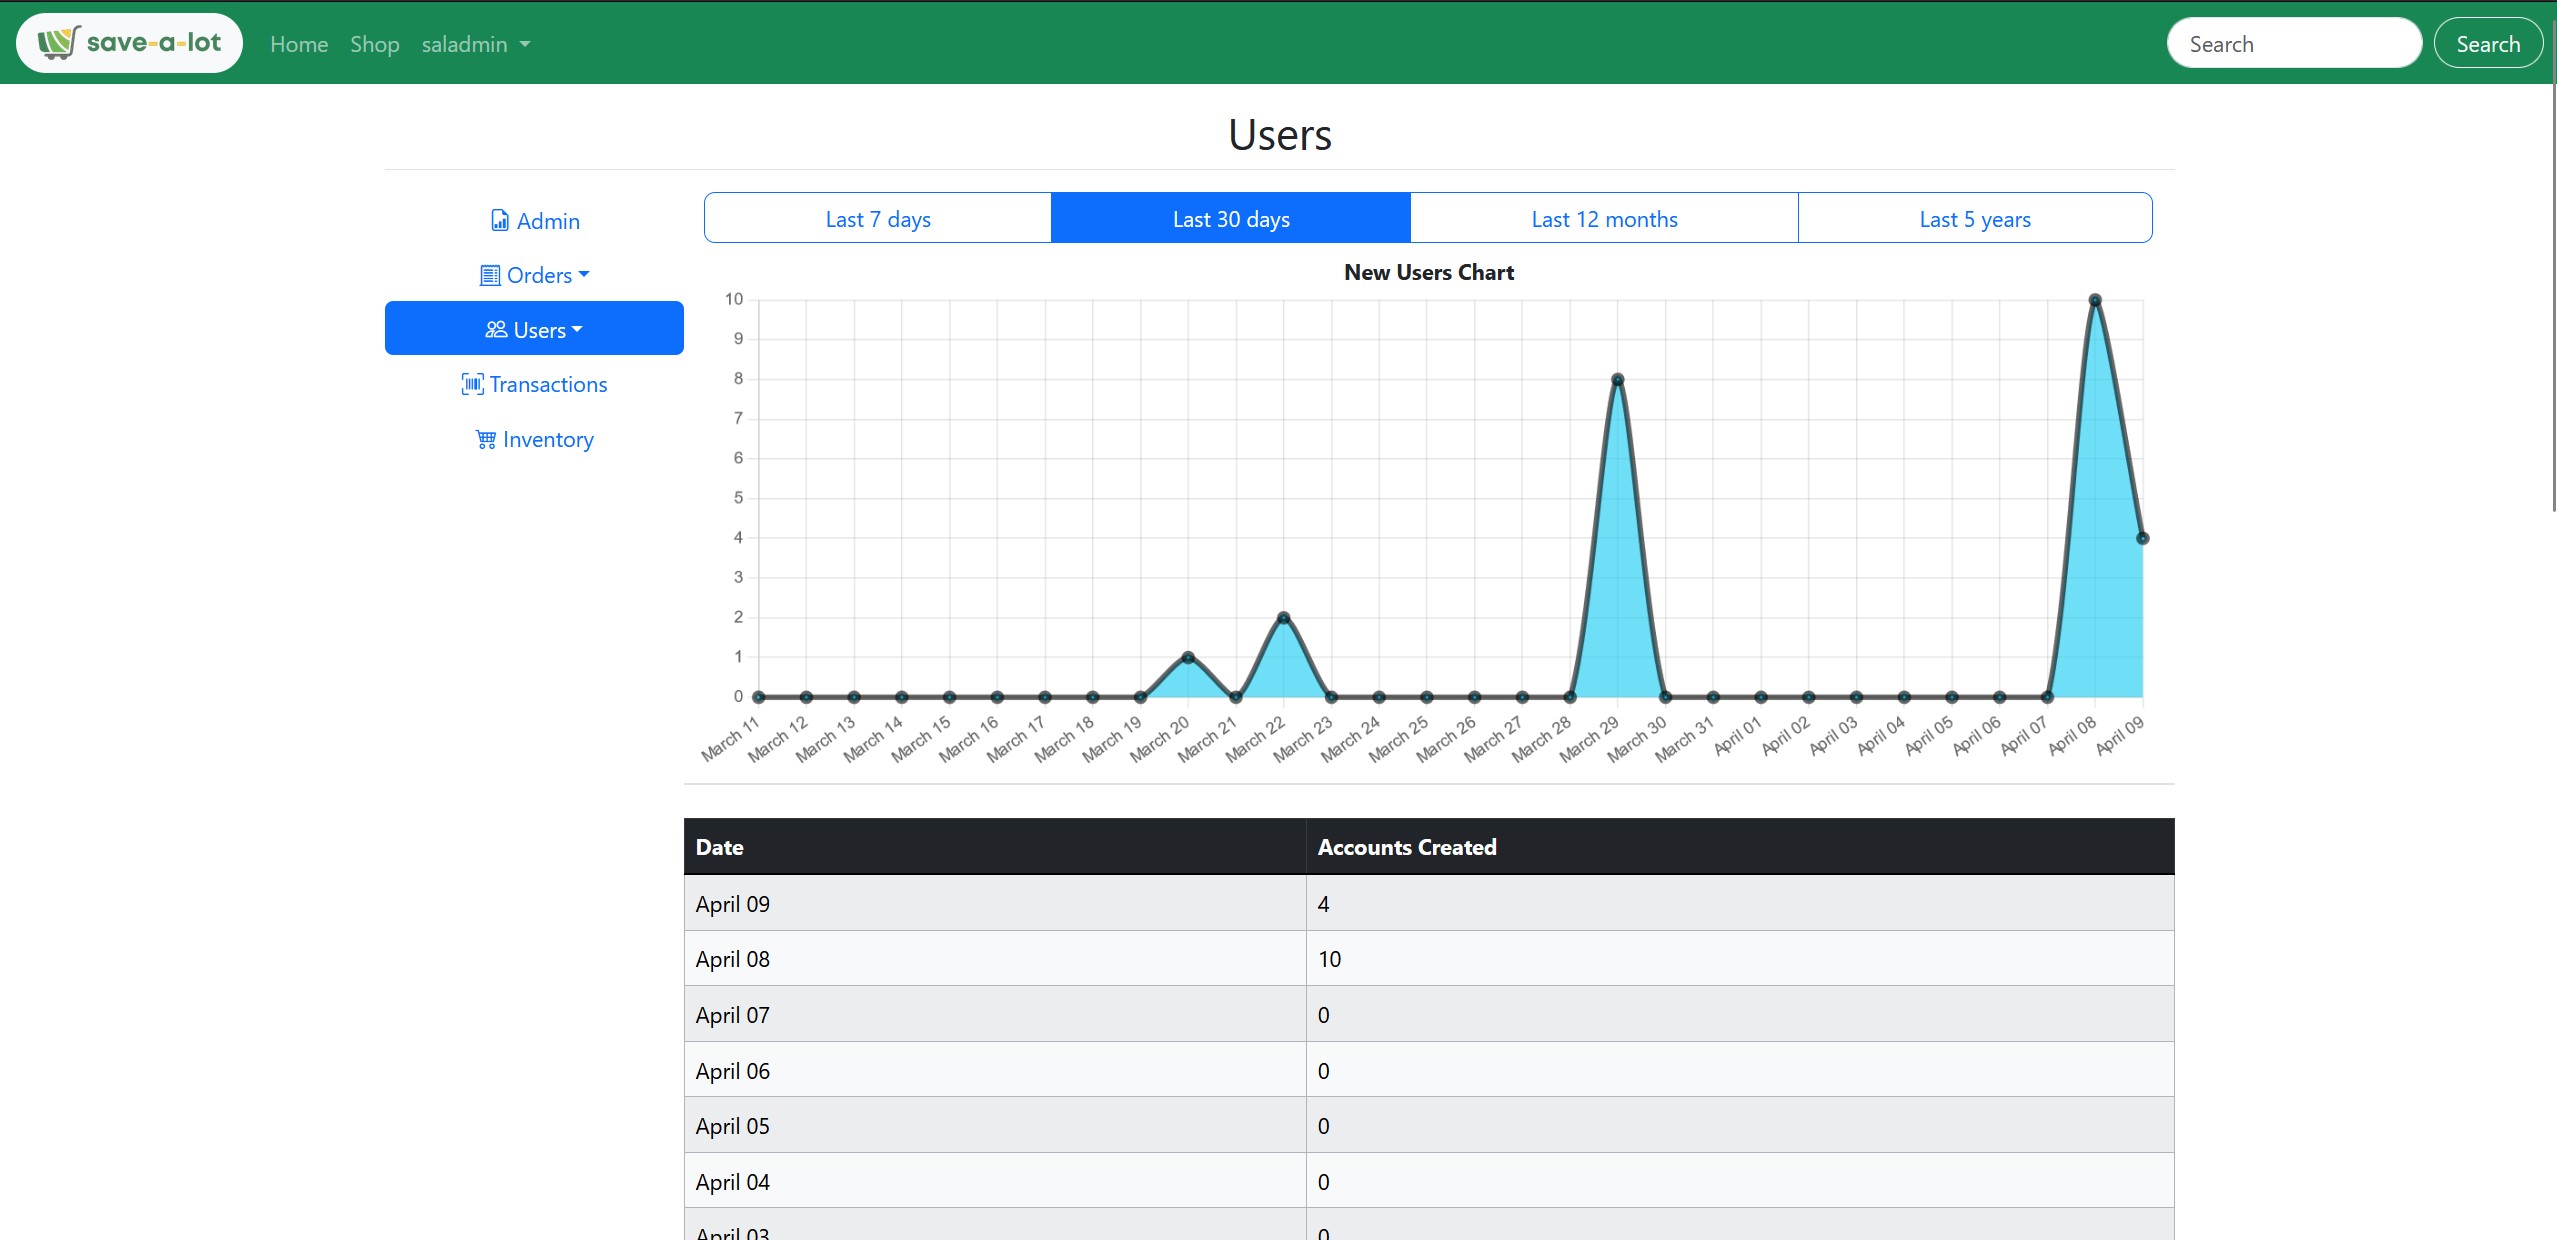 save-a-lot Home Shop saladmin Search Search
Users
Admin
Orders
Users
Transactions
Inventory
Last 7 days Last 30 days Last 12 months Last 5 years
New Users Chart
10
9
8
7
6
5
4
3
2
1
0
March 11 March 12 March 13 March 14 March 15 March 16 March 17 March 18 March 19 March 20 March 21 March 22 March 23 March 24 March 25 March 26 March 27 March 28 March 29 March 30 March 31 April 01 April 02 April 03 April 04 April 05 April 06 April 07 April 08 April 09
Date Accounts Created
April 09 4
April 08 10
April 07 0
April 06 0
April 05 0
April 04 0
April 03 0